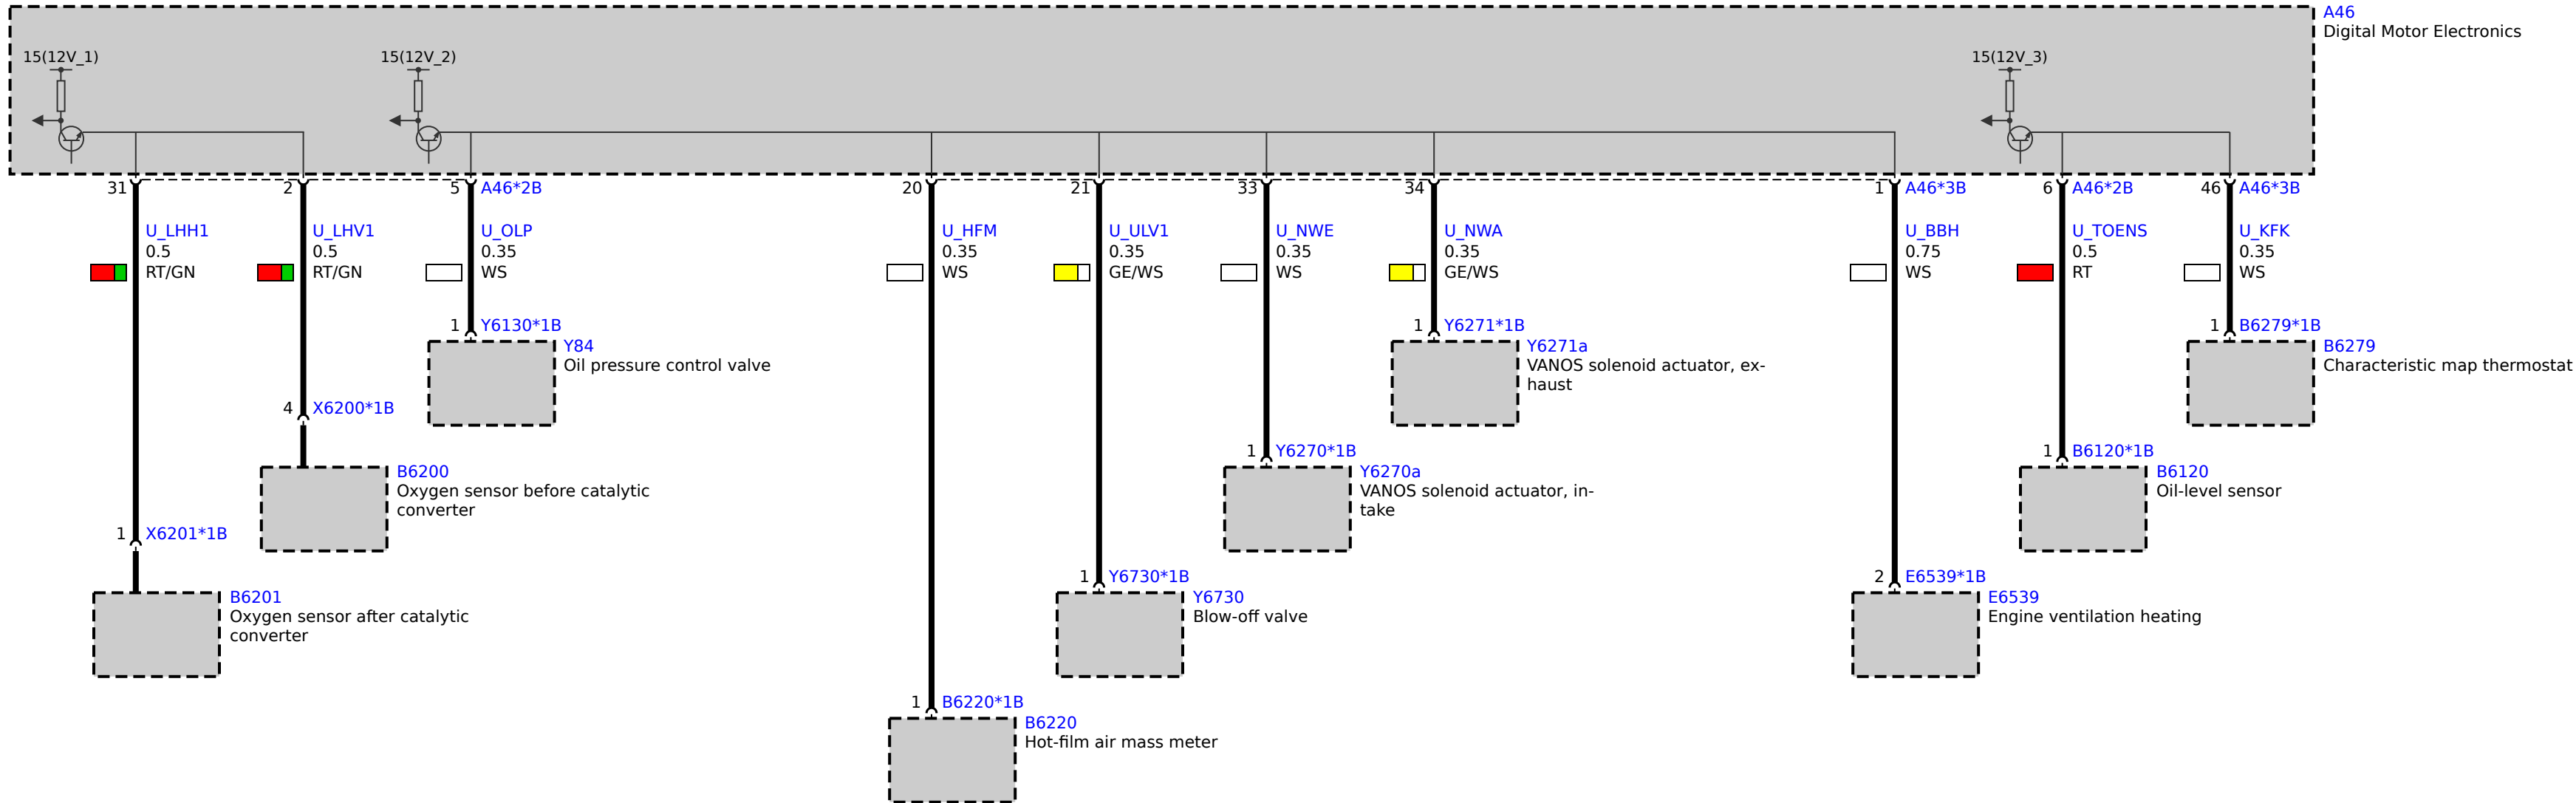 A46
Digital Motor Electronics
15(12V_1)
15(12V_2)
15(12V_3)
31
2
5
A46*2B
20
21
33
34
1
A46*3B
6
A46*2B
46
A46*3B
U_LHH1
0.5
RT/GN
U_LHV1
0.5
RT/GN
U_OLP
0.35
WS
U_HFM
0.35
WS
U_ULV1
0.35
GE/WS
U_NWE
0.35
WS
U_NWA
0.35
GE/WS
U_BBH
0.75
WS
U_TOENS
0.5
RT
U_KFK
0.35
WS
1
Y6130*1B
Y84
Oil pressure control valve
1
Y6271*1B
Y6271a
VANOS solenoid actuator, ex-
haust
1
B6279*1B
B6279
Characteristic map thermostat
4
X6200*1B
B6200
Oxygen sensor before catalytic
converter
1
Y6270*1B
Y6270a
VANOS solenoid actuator, in-
take
1
B6120*1B
B6120
Oil-level sensor
1
X6201*1B
B6201
Oxygen sensor after catalytic
converter
1
Y6730*1B
Y6730
Blow-off valve
2
E6539*1B
E6539
Engine ventilation heating
1
B6220*1B
B6220
Hot-film air mass meter